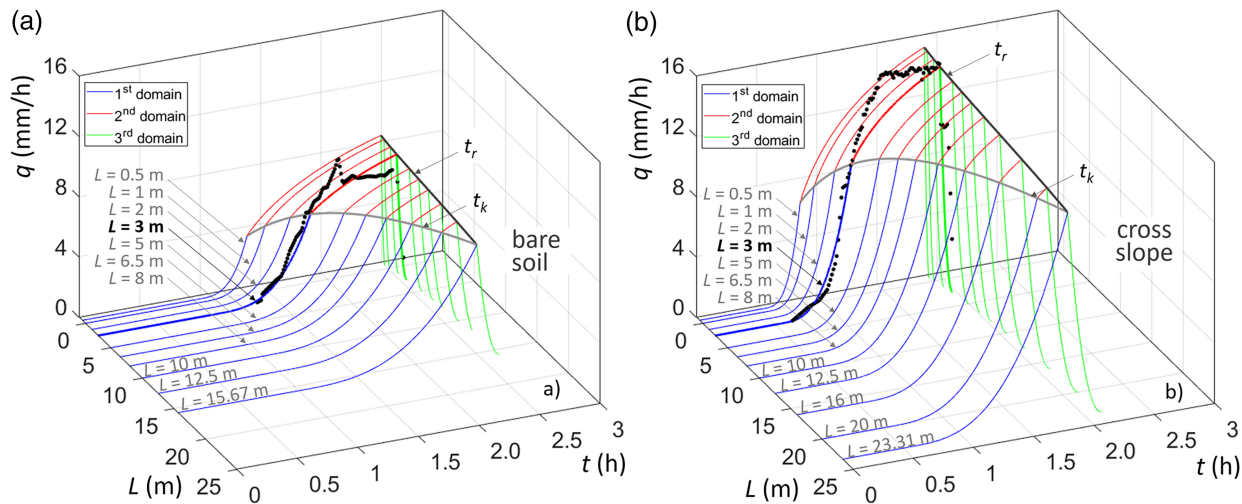 (a)
16
12
8
4
0
q (mm/h)
1st domain
2nd domain
3rd domain
L = 0.5 m
L = 1 m
L = 2 m
L = 3 m
L = 5 m
L = 6.5 m
L = 8 m
L = 10 m
L = 12.5 m
L = 15.67 m
tr
tk
bare
soil
a)
0
5
10
15
20
25
L (m)
0
0.5
1
1.5
2.0
2.5
3
t (h)
(b)
16
12
8
4
0
q (mm/h)
1st domain
2nd domain
3rd domain
L = 0.5 m
L = 1 m
L = 2 m
L = 3 m
L = 5 m
L = 6.5 m
L = 8 m
L = 10 m
L = 12.5 m
L = 16 m
L = 20 m
L = 23.31 m
tr
tk
cross
slope
b)
0
5
10
15
20
25
L (m)
0
0.5
1
1.5
2.0
2.5
3
t (h)